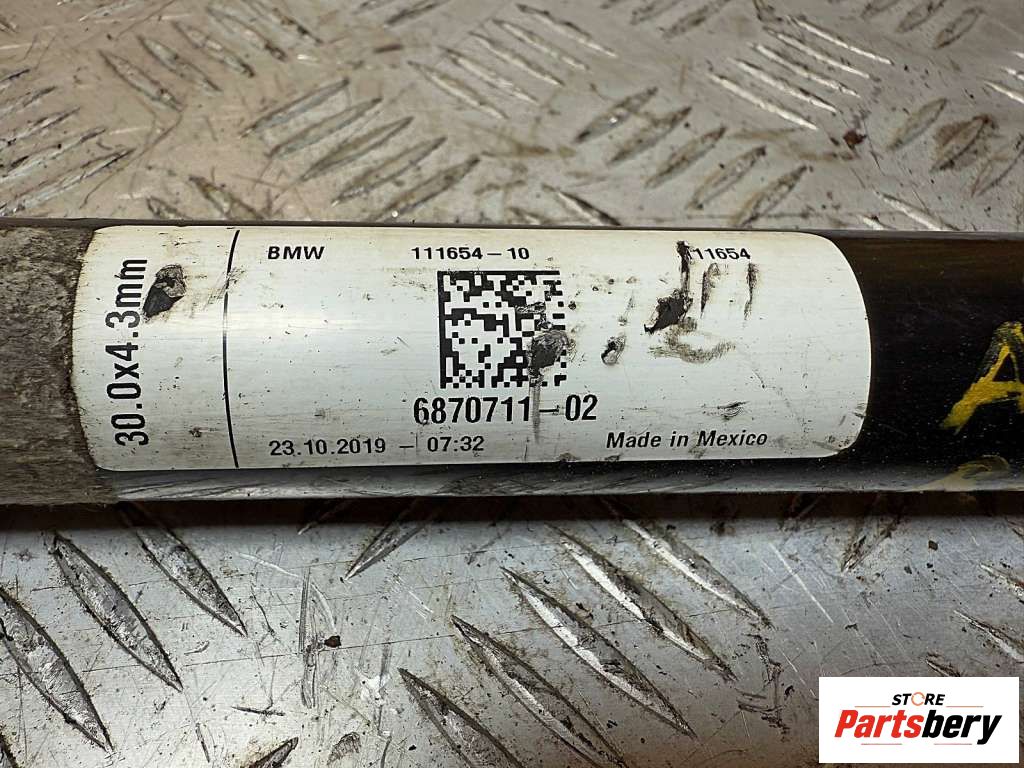 30.0x4.3mm
BMW 111654-10 111654
6870711-02
23.10.2019 - 07:32 Made in Mexico
A
STORE
Partsbery